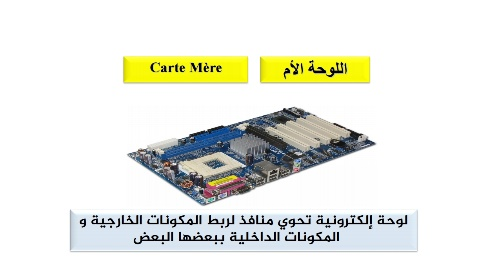 اللوحة الأم
Carte Mère
لوحة إلكترونية تحوي منافذ لربط المكونات الخارجية و
المكونات الداخلية ببعضها البعض